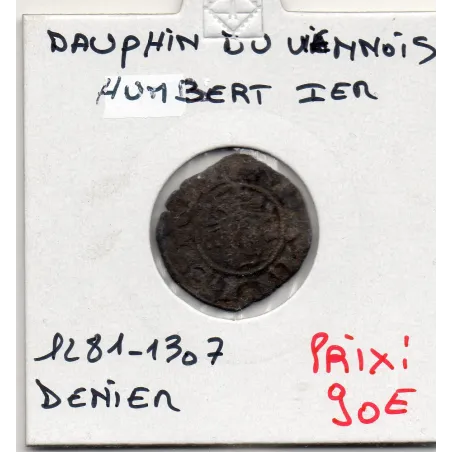 DAUPHIN DU VIENNOIS
HUMBERT IER
1281-1307
PRIX:
DENIER
90E